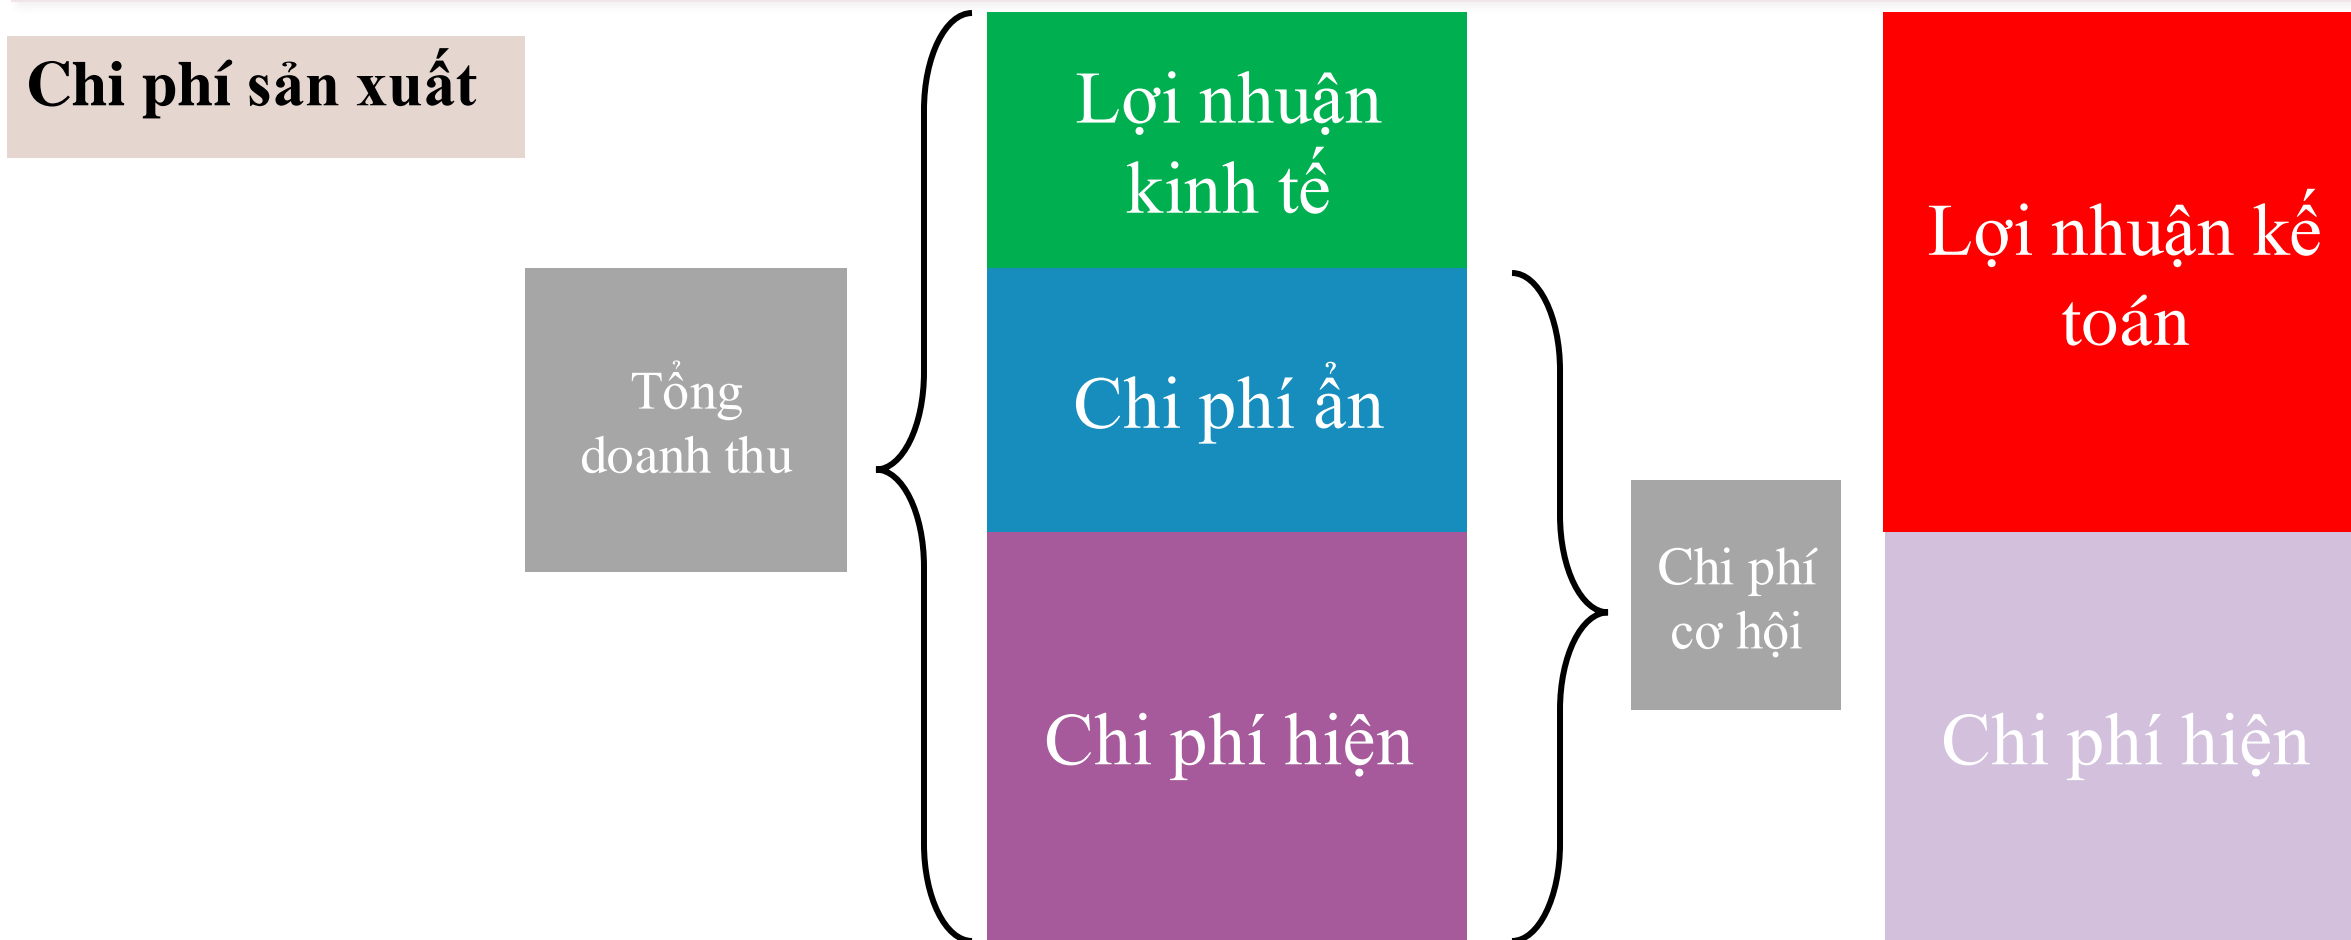 Chi phí sản xuất
Tổng
doanh thu
Lợi nhuận
kinh tế
Chi phí ẩn
Chi phí hiện
Chi phí
cơ hội
Lợi nhuận kế
toán
Chi phí hiện